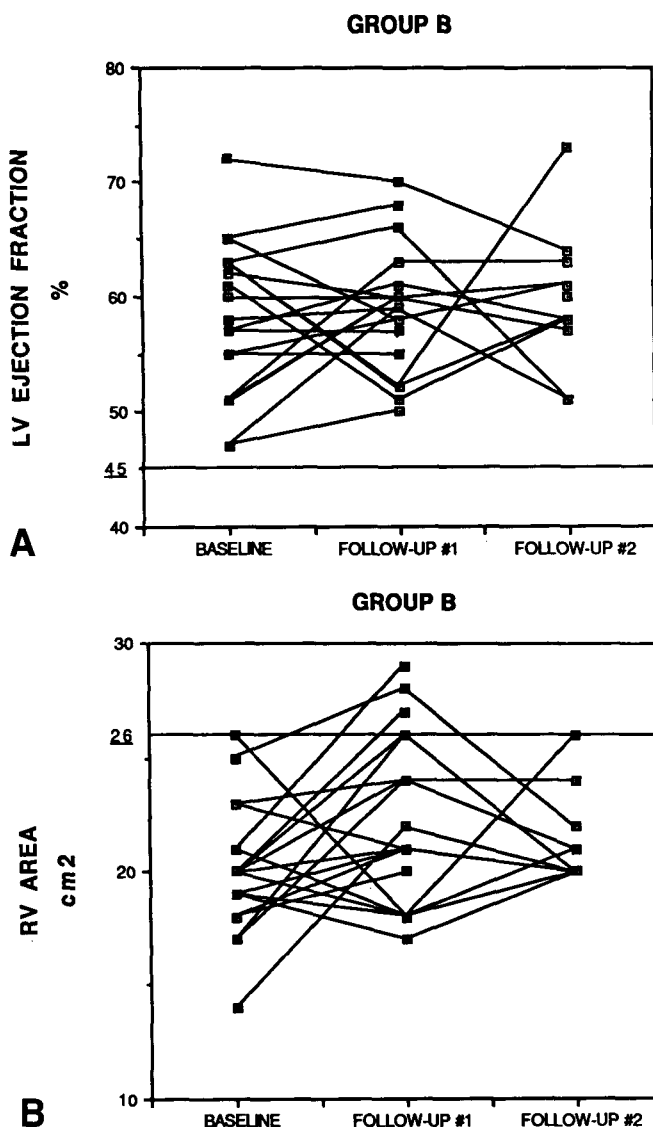 GROUP B
80
70
60
50
45
40
LV EJECTION FRACTION
%
BASELINE FOLLOW-UP #1 FOLLOW-UP #2
A
GROUP B
30
26
20
10
RV AREA
cm2
BASELINE FOLLOW-UP #1 FOLLOW-UP #2
B